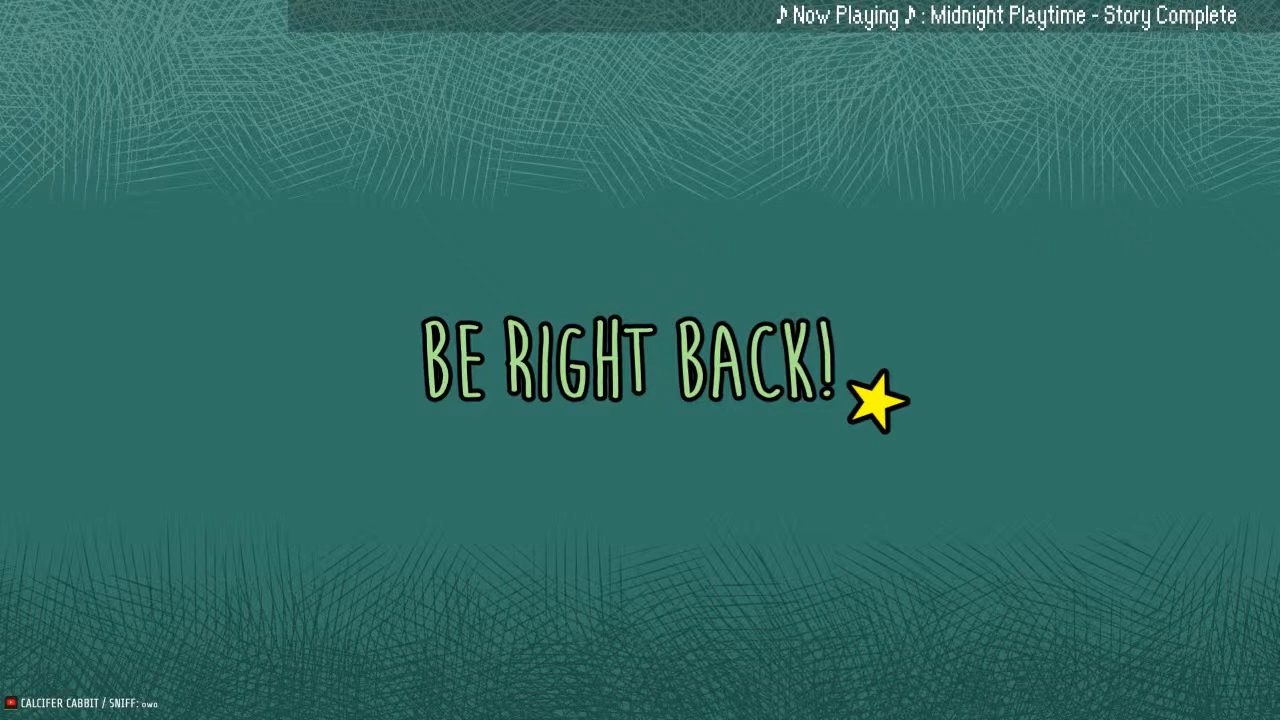 ♪ Now Playing ♪ : Midnight Playtime - Story Complete
BE RIGHT BACK!
CALCIFER CABBIT / SNIFF: owo